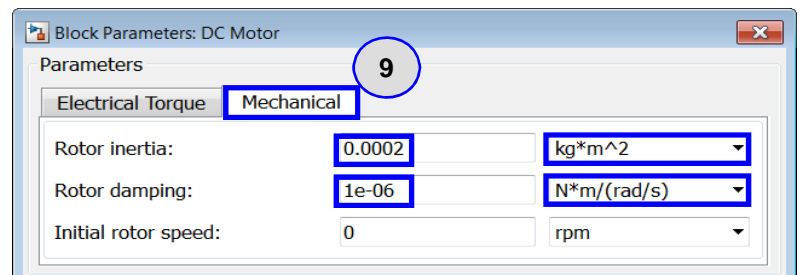 Block Parameters: DC Motor
Parameters
9
Electrical Torque Mechanical
Rotor inertia: 0.0002 kg*m^2
Rotor damping: 1e-06 N*m/(rad/s)
Initial rotor speed: 0 rpm